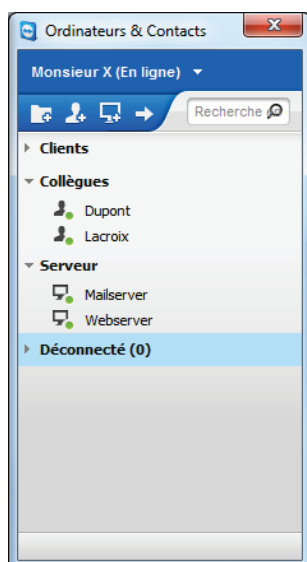 Ordinateurs & Contacts
Monsieur X (En ligne)
Recherche
Clients
Collègues
Dupont
Lacroix
Serveur
Mailserver
Webserver
Déconnecté (0)